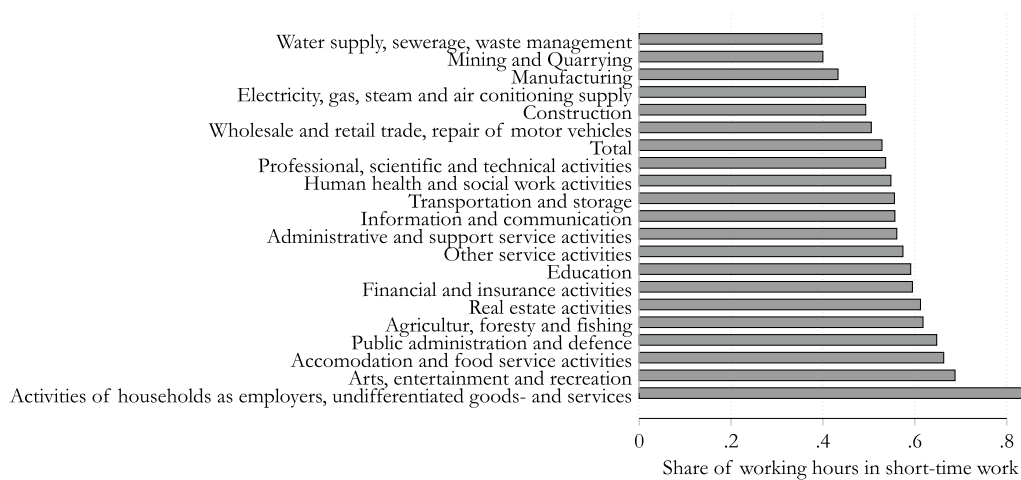 Water supply, sewerage, waste management
Mining and Quarrying
Manufacturing
Electricity, gas, steam and air conitioning supply
Construction
Wholesale and retail trade, repair of motor vehicles
Total
Professional, scientific and technical activities
Human health and social work activities
Transportation and storage
Information and communication
Administrative and support service activities
Other service activities
Education
Financial and insurance activities
Real estate activities
Agricultur, foresty and fishing
Public administration and defence
Accomodation and food service activities
Arts, entertainment and recreation
Activities of households as employers, undifferentiated goods- and services
0 .2 .4 .6 .8
Share of working hours in short-time work